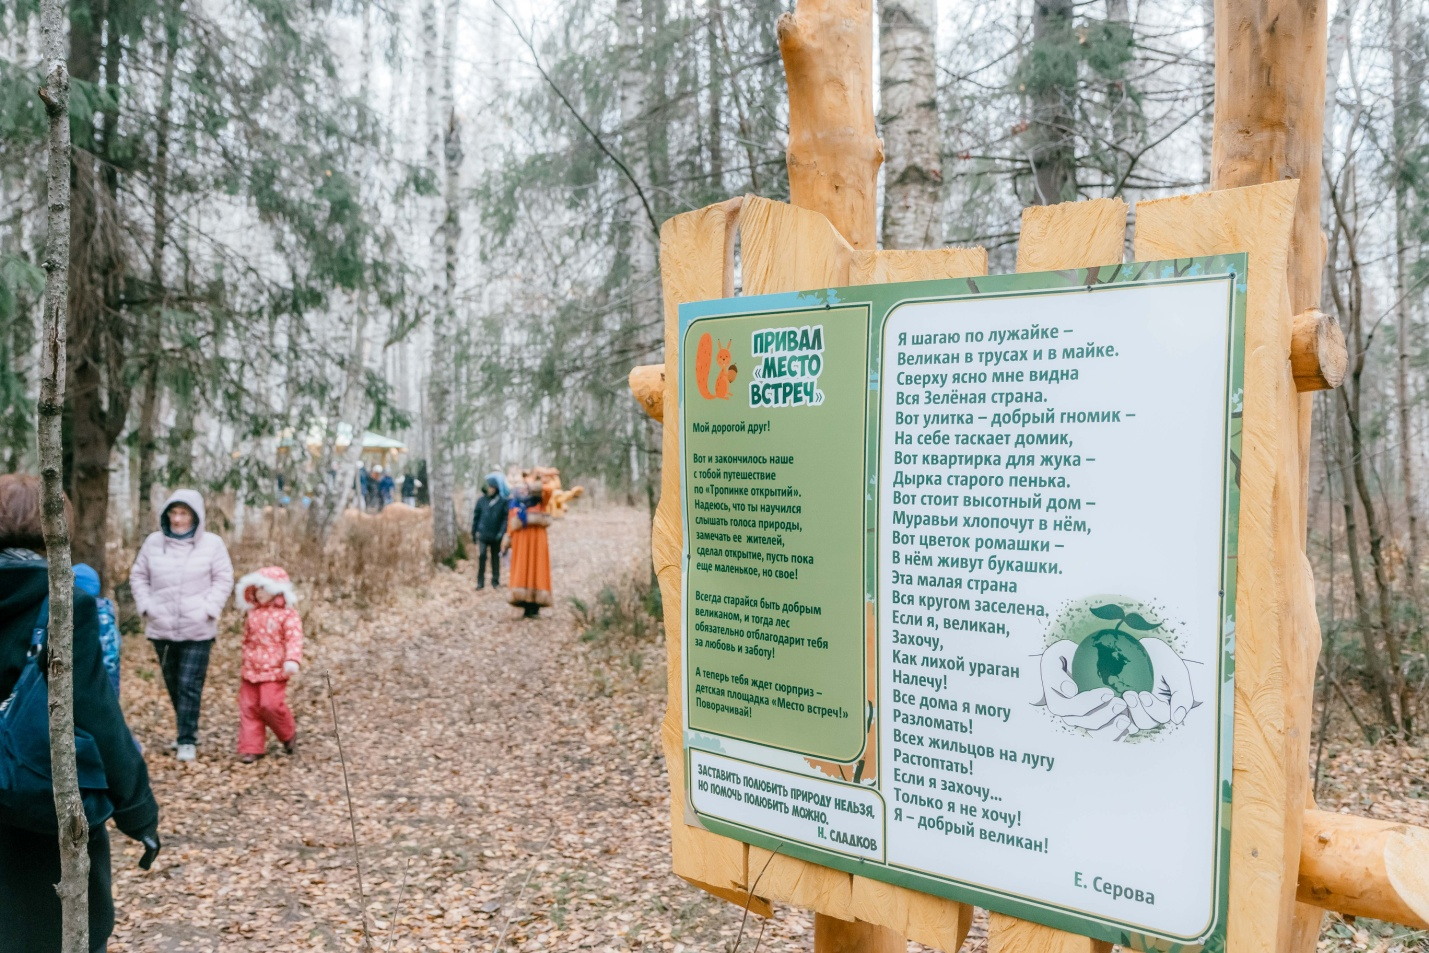 ПРИВАЛ
«МЕСТО
ВСТРЕЧ»
Мой дорогой друг!
Вот и закончилось наше
с тобой путешествие
по «Тропинке открытий».
Надеюсь, что ты научился
слышать голоса природы,
замечать ее жителей,
сделал открытие, пусть пока
еще маленькое, но свое!
Всегда старайся быть добрым
великаном, и тогда лес
обязательно отблагодарит тебя
за любовь и заботу!
А теперь тебя ждет сюрприз –
детская площадка «Место встреч!»
Поворачивай!
ЗАСТАВИТЬ ПОЛЮБИТЬ ПРИРОДУ НЕЛЬЗЯ,
НО ПОМОЧЬ ПОЛЮБИТЬ МОЖНО.
Н. СЛАДКОВ
Я шагаю по лужайке –
Великан в трусах и в майке.
Сверху ясно мне видна
Вся Зелёная страна.
Вот улитка – добрый гномик –
На себе таскает домик,
Вот квартирка для жука –
Дырка старого пенька.
Вот стоит высотный дом –
Муравьи хлопочут в нём,
Вот цветок ромашки –
В нём живут букашки.
Эта малая страна
Вся кругом заселена,
Если я, великан,
Захочу,
Как лихой ураган
Налечу!
Все дома я могу
Разломать!
Всех жильцов на лугу
Растоптать!
Если я захочу...
Только я не хочу!
Я – добрый великан!
Е. Серова